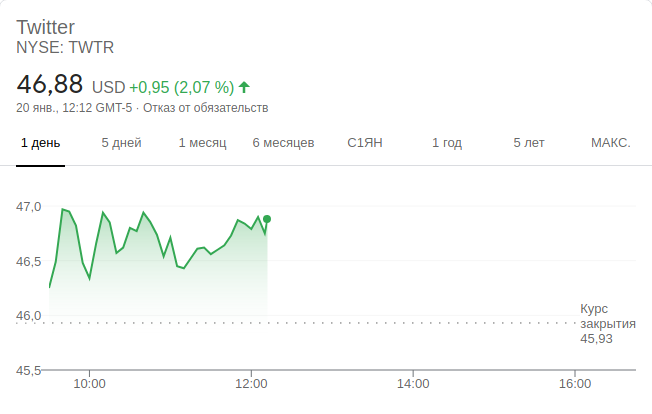 Twitter
NYSE: TWTR
46,88 USD +0,95 (2,07 %)
20 янв., 12:12 GMT-5 · Отказ от обязательств
1 день 5 дней 1 месяц 6 месяцев С1ЯН 1 год 5 лет МАКС.
47,0
46,5
46,0
Курс
закрытия
45,93
45,5
10:00 12:00 14:00 16:00